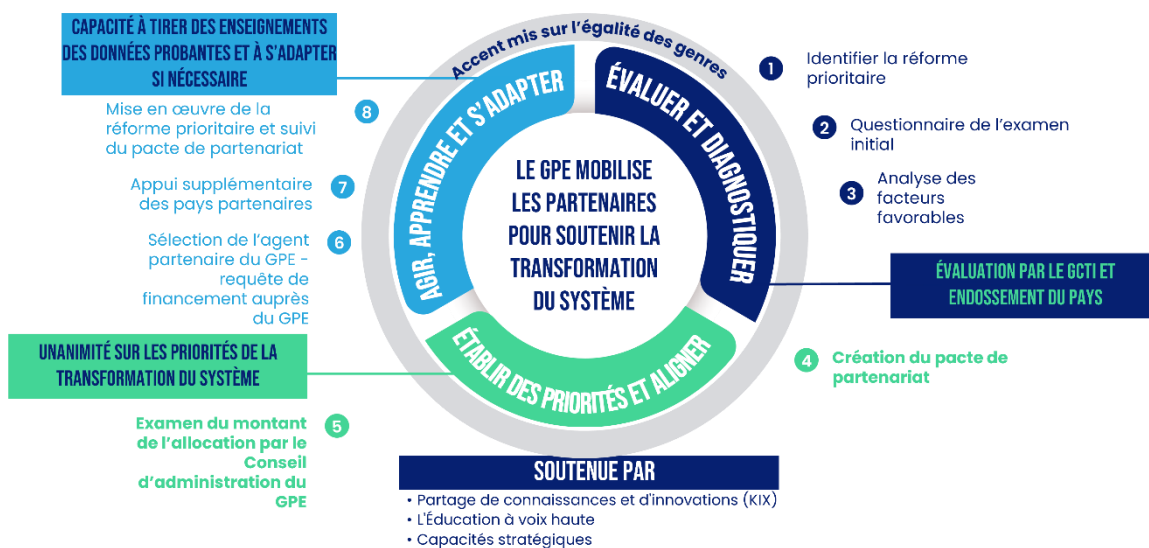 CAPACITÉ À TIRER DES ENSEIGNEMENTS
DES DONNÉES PROBANTES ET À S'ADAPTER
SI NÉCESSAIRE
Accent mis sur l'égalité des genres
ÉVALUER ET DIAGNOSTIQUER
1
Identifier la réforme
prioritaire
2
Questionnaire de l'examen
initial
3
Analyse des
facteurs
favorables
ÉVALUATION PAR LE GCTI ET
ENDOSSEMENT DU PAYS
LE GPE MOBILISE
LES PARTENAIRES
POUR SOUTENIR LA
TRANSFORMATION
DU SYSTÈME
ÉTABLIR DES PRIORITÉS ET ALIGNER
4
Création du pacte de
partenariat
UNANIMITÉ SUR LES PRIORITÉS DE LA
TRANSFORMATION DU SYSTÈME
5
Examen du montant
de l'allocation par le
Conseil
d'administration du
GPE
AGIR, APPRENDRE ET S'ADAPTER
6
Sélection de l'agent
partenaire du GPE -
requête de
financement auprès
du GPE
7
Appui supplémentaire
des pays partenaires
8
Mise en œuvre de la
réforme prioritaire et suivi
du pacte de partenariat
SOUTENUE PAR
• Partage de connaissances et d'innovations (KIX)
• L'Éducation à voix haute
• Capacités stratégiques